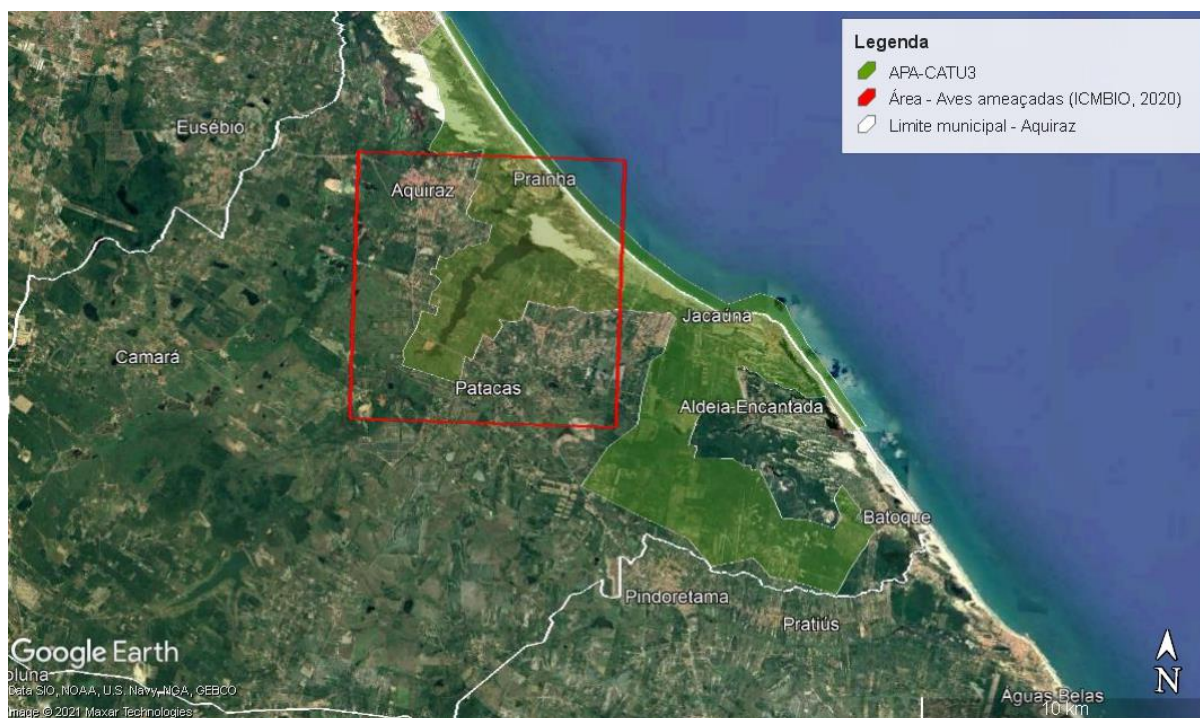 Legenda
APA-CATU3
Área - Aves ameaçadas (ICMBIO, 2020)
Limite municipal - Aquiraz
Eusébio
Aquiraz
Prainha
Jacaúna
Camará
Patacas
Aldeia Encantada
Batoque
Pindoretama
Pratiús
Google Earth
oluna
Data SIO, NOAA, U.S. Navy, NGA, GEBCO
Image © 2021 Maxar Technologies
N
Águas Belas
10 km